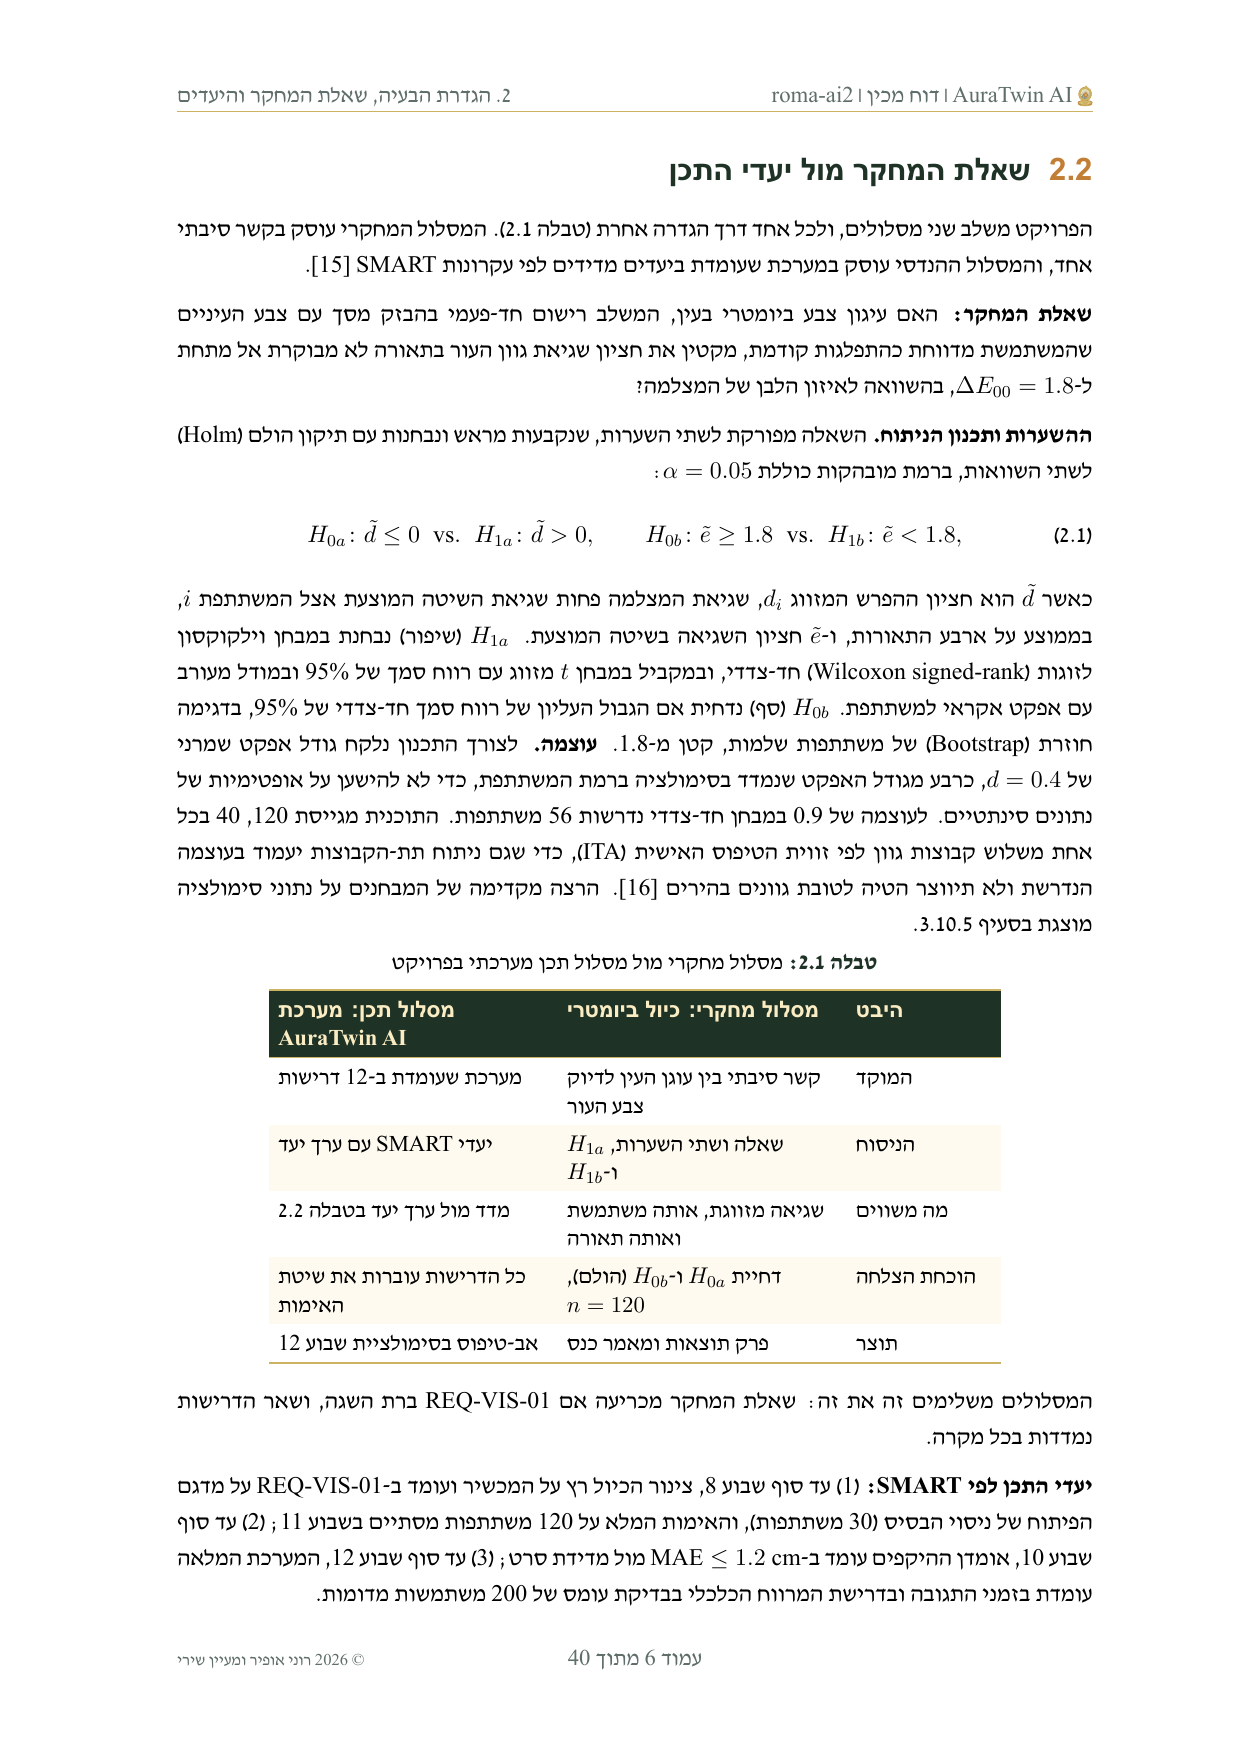 AuraTwin AI | דוח מכין | roma-ai2
2. הגדרת הבעיה, שאלת המחקר והיעדים
2.2 שאלת המחקר מול יעדי התכן
הפרויקט משלב שני מסלולים, ולכל אחד דרך הגדרה אחרת (טבלה 2.1). המסלול המחקרי עוסק בקשר סיבתי
אחד, והמסלול ההנדסי עוסק במערכת שעומדת ביעדים מדידים לפי עקרונות SMART [15].
שאלת המחקר: האם עיגון צבע ביומטרי בעין, המשלב רישום חד-פעמי בהבזק מסך עם צבע העיניים
שהמשתמשת מדווחת כהתפלגות קודמת, מקטין את חציון שגיאת גוון העור בתאורה לא מבוקרת אל מתחת
ל-ΔE₀₀ = 1.8, בהשוואה לאיזון הלבן של המצלמה?
ההשערות ותכנון הניתוח. השאלה מפורקת לשתי השערות, שנקבעות מראש ונבחנות עם תיקון הולם (Holm)
לשתי השוואות, ברמת מובהקות כוללת α = 0.05:
H₀ₐ: d̃ ≤ 0 vs. H₁ₐ: d̃ > 0, H₀b: ẽ ≥ 1.8 vs. H₁b: ẽ < 1.8, (2.1)
כאשר d̃ הוא חציון ההפרש המזווג dᵢ, שגיאת המצלמה פחות שגיאת השיטה המוצעת אצל המשתתפת i,
בממוצע על ארבע התאורות, ו-ẽ חציון השגיאה בשיטה המוצעת. H₁ₐ (שיפור) נבחנת במבחן וילקוקסון
לזוגות (Wilcoxon signed-rank) חד-צדדי, ובמקביל במבחן t מזווג עם רווח סמך של 95% ובמודל מעורב
עם אפקט אקראי למשתתפת. H₀b (סף) נדחית אם הגבול העליון של רווח סמך חד-צדדי של 95%, בדגימה
חוזרת (Bootstrap) של משתתפות שלמות, קטן מ-1.8. עוצמה. לצורך התכנון נלקח גודל אפקט שמרני
של d = 0.4, כרבע מגודל האפקט שנמדד בסימולציה ברמת המשתתפת, כדי לא להישען על אופטימיות של
נתונים סינתטיים. לעוצמה של 0.9 במבחן חד-צדדי נדרשות 56 משתתפות. התוכנית מגייסת 120, 40 בכל
אחת משלוש קבוצות גוון לפי זווית הטיפוס האישית (ITA), כדי שגם ניתוח תת-הקבוצות יעמוד בעוצמה
הנדרשת ולא תיווצר הטיה לטובת גוונים בהירים [16]. הרצה מקדימה של המבחנים על נתוני סימולציה
מוצגת בסעיף 3.10.5.
טבלה 2.1: מסלול מחקרי מול מסלול תכן מערכתי בפרויקט
היבט מסלול מחקרי: כיול ביומטרי מסלול תכן: מערכת
AuraTwin AI
המוקד קשר סיבתי בין עוגן העין לדיוק מערכת שעומדת ב-12 דרישות
צבע העור
הניסוח שאלה ושתי השערות, H₁ₐ יעדי SMART עם ערך יעד
ו-H₁b
מה משווים שגיאה מזווגת, אותה משתמשת מדד מול ערך יעד בטבלה 2.2
ואותה תאורה
הוכחת הצלחה דחיית H₀ₐ ו-H₀b (הולם), כל הדרישות עוברות את שיטת
n = 120 האימות
תוצר פרק תוצאות ומאמר כנס אב-טיפוס בסימולציית שבוע 12
המסלולים משלימים זה את זה: שאלת המחקר מכריעה אם REQ-VIS-01 ברת השגה, ושאר הדרישות
נמדדות בכל מקרה.
יעדי התכן לפי SMART: (1) עד סוף שבוע 8, צינור הכיול רץ על המכשיר ועומד ב-REQ-VIS-01 על מדגם
הפיתוח של ניסוי הבסיס (30 משתתפות), והאימות המלא על 120 משתתפות מסתיים בשבוע 11; (2) עד סוף
שבוע 10, אומדן ההיקפים עומד ב-MAE ≤ 1.2 cm מול מדידת סרט; (3) עד סוף שבוע 12, המערכת המלאה
עומדת בזמני התגובה ובדרישת המרווח הכלכלי בבדיקת עומס של 200 משתמשות מדומות.
עמוד 6 מתוך 40
© 2026 רוני אופיר ומעיין שירי